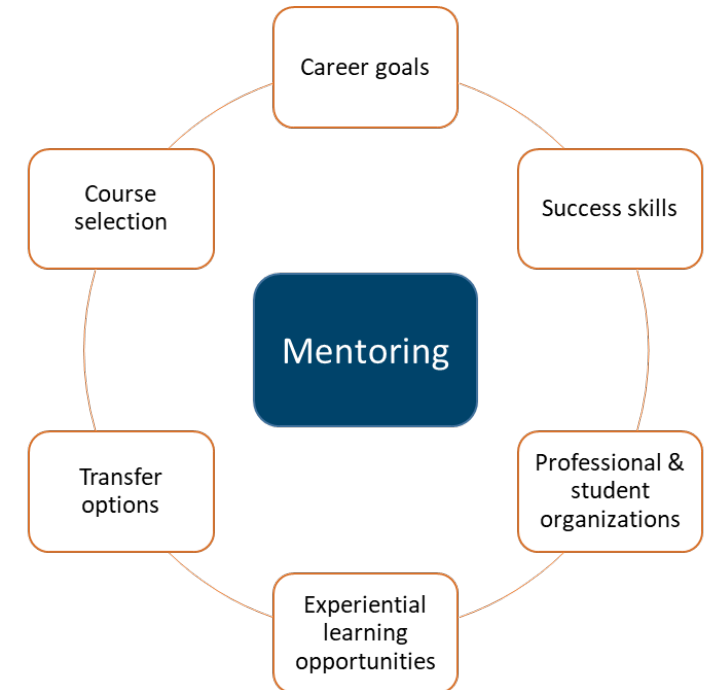 Career goals
Course
selection
Success skills
Mentoring
Transfer
options
Professional &
student
organizations
Experiential
learning
opportunities